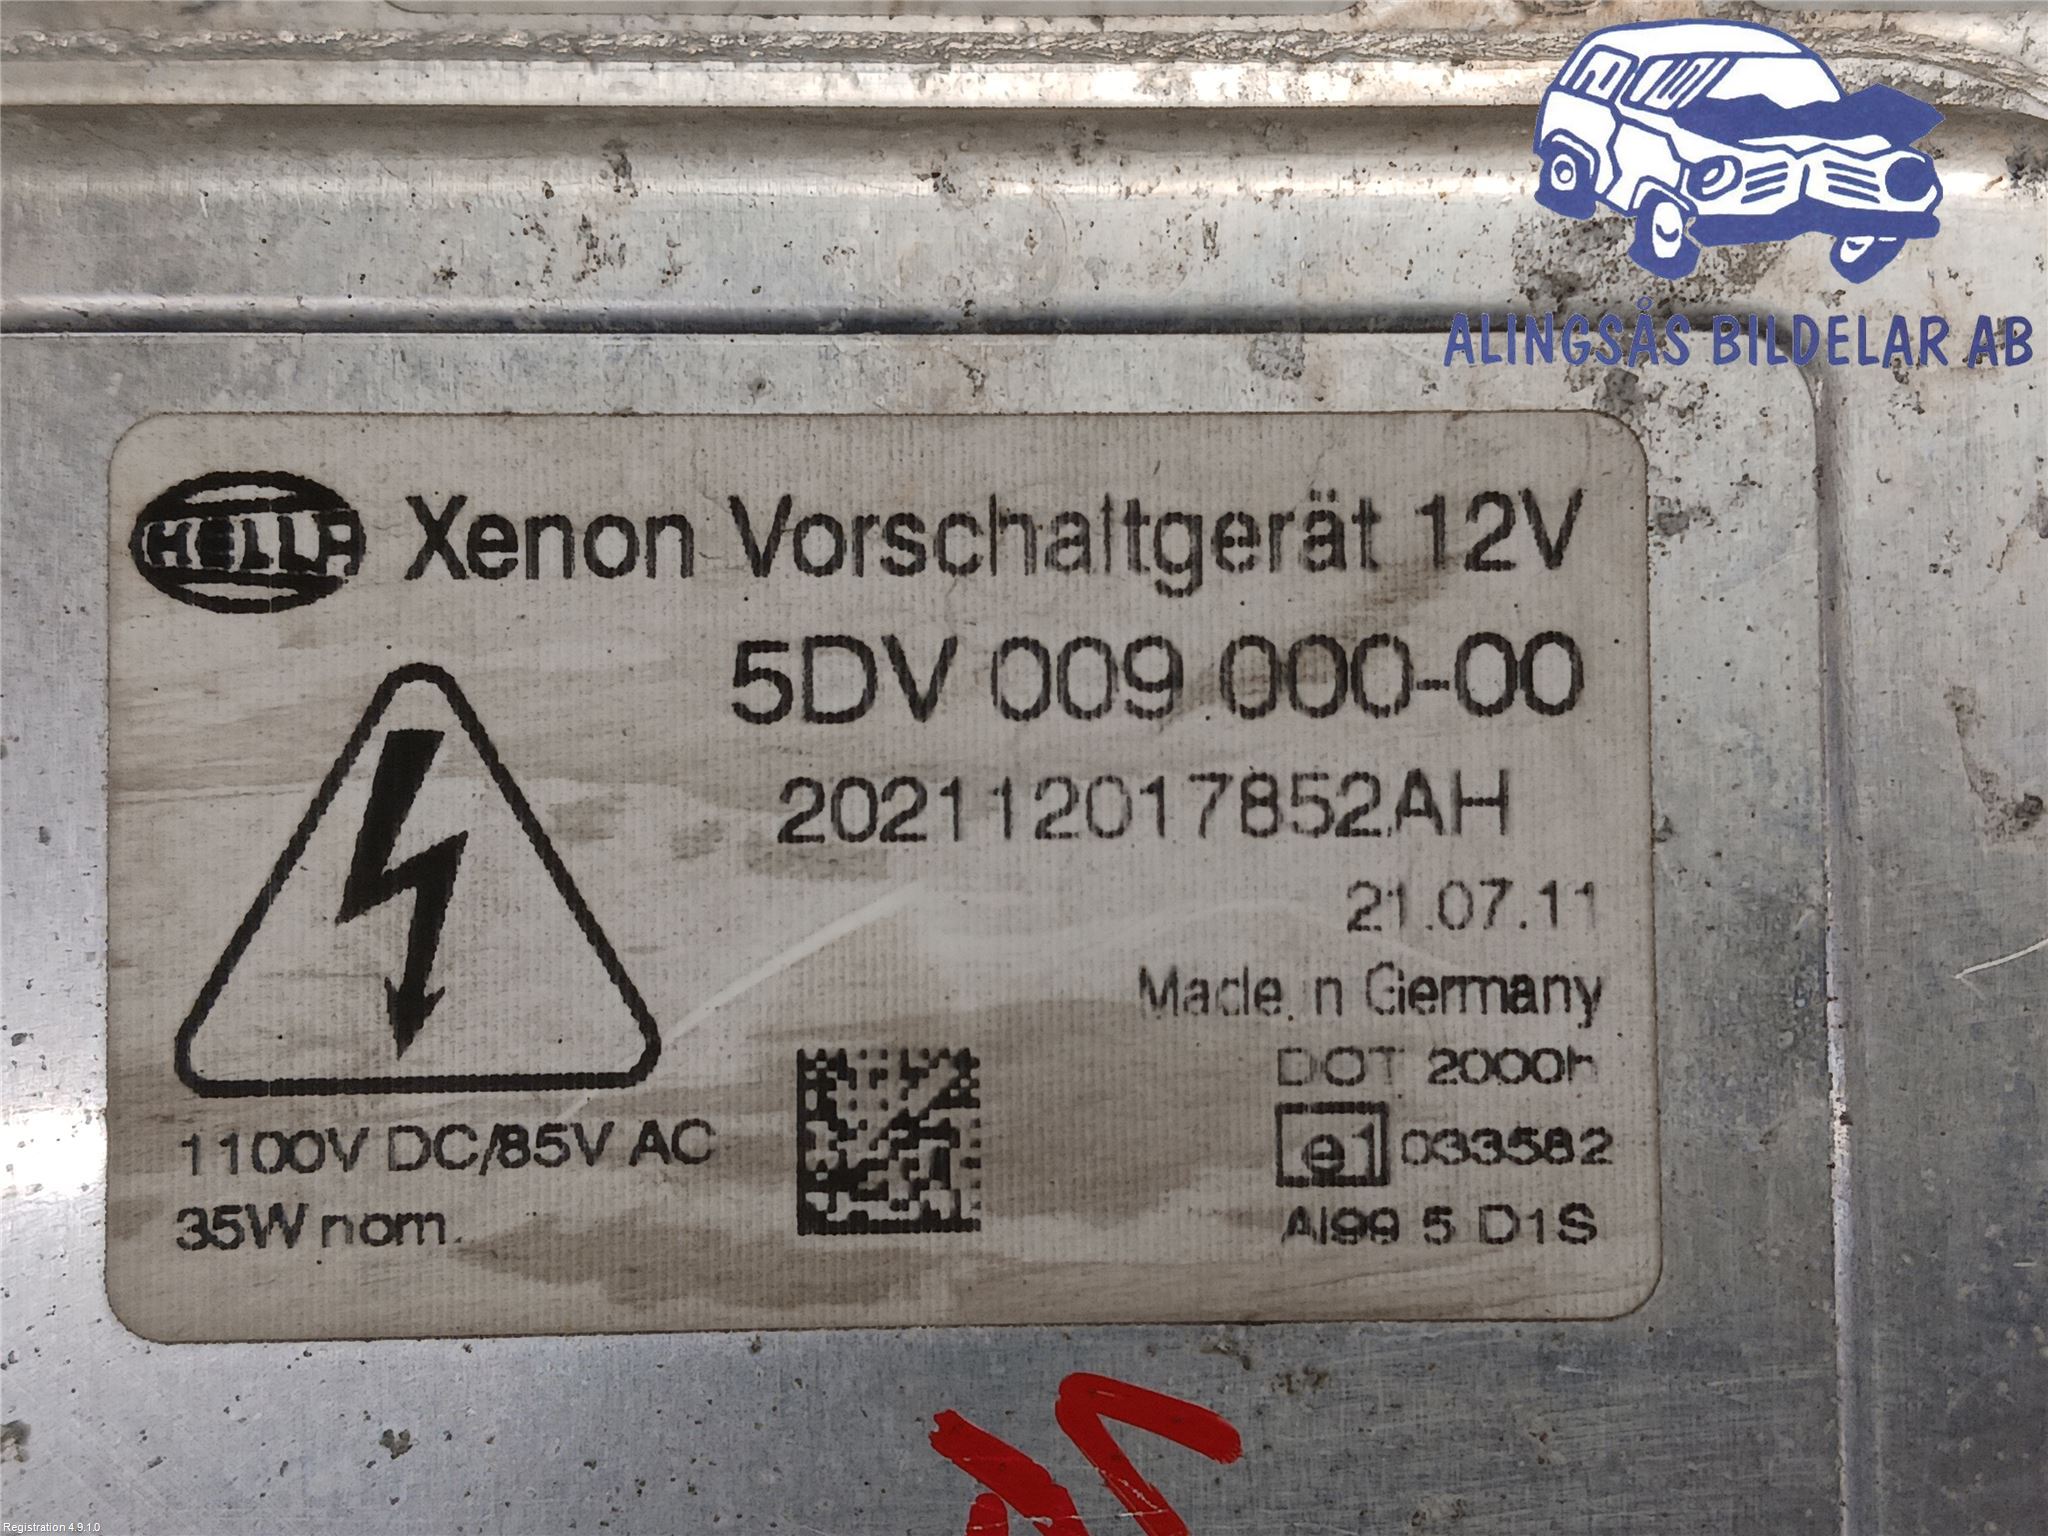 ALINGSÅS BILDELAR AB
HELLA Xenon Vorschaltgerät 12V
5DV 009 000-00
202112017852AH
21.07.11
Made in Germany
DOT 2000h
1100V DC/85V AC
e1 033582
35W nom.
Al99 5 D1S
Registration 4.9.1.0